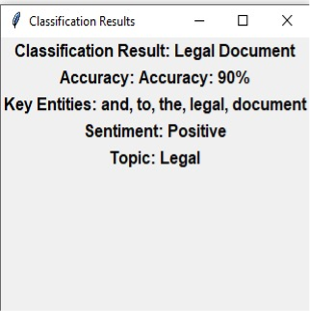 Classification Results
Classification Result: Legal Document
Accuracy: Accuracy: 90%
Key Entities: and, to, the, legal, document
Sentiment: Positive
Topic: Legal